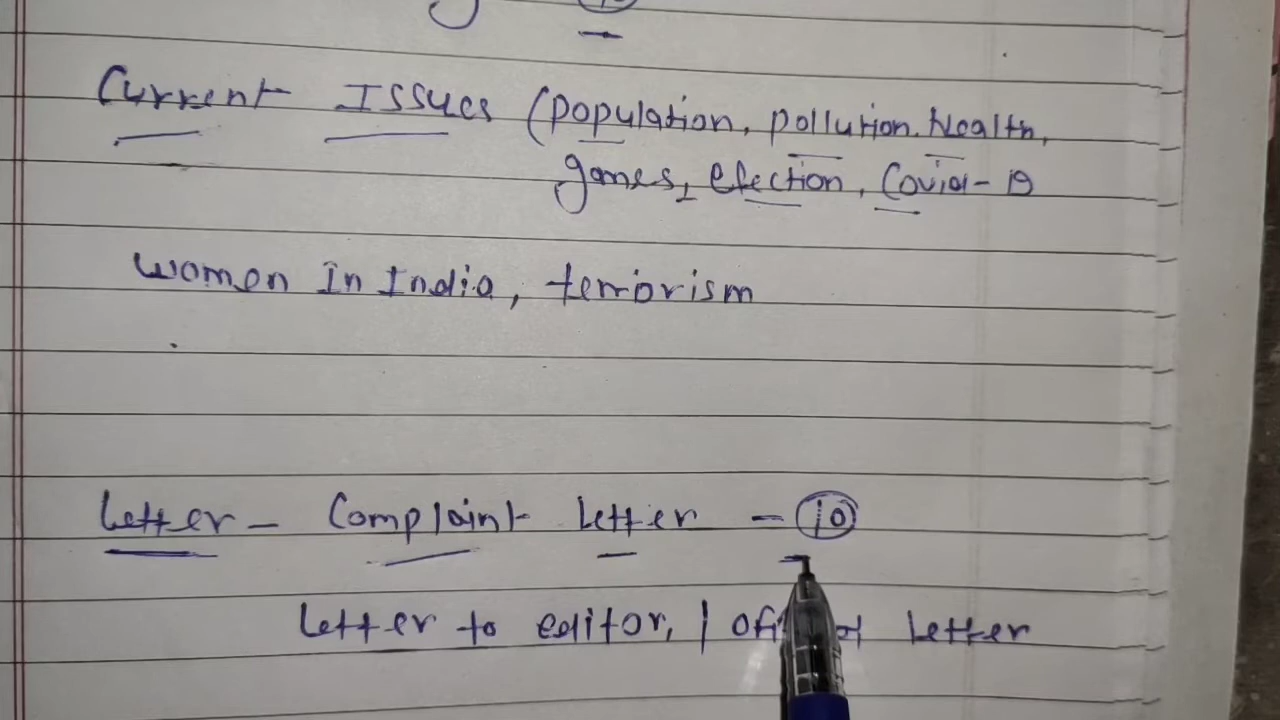 Current Issues (Population, pollution. Health,
games, Election, Covid-19
Women In India, terrorism
Letter - Complaint letter - 10
Letter to editor, / letter